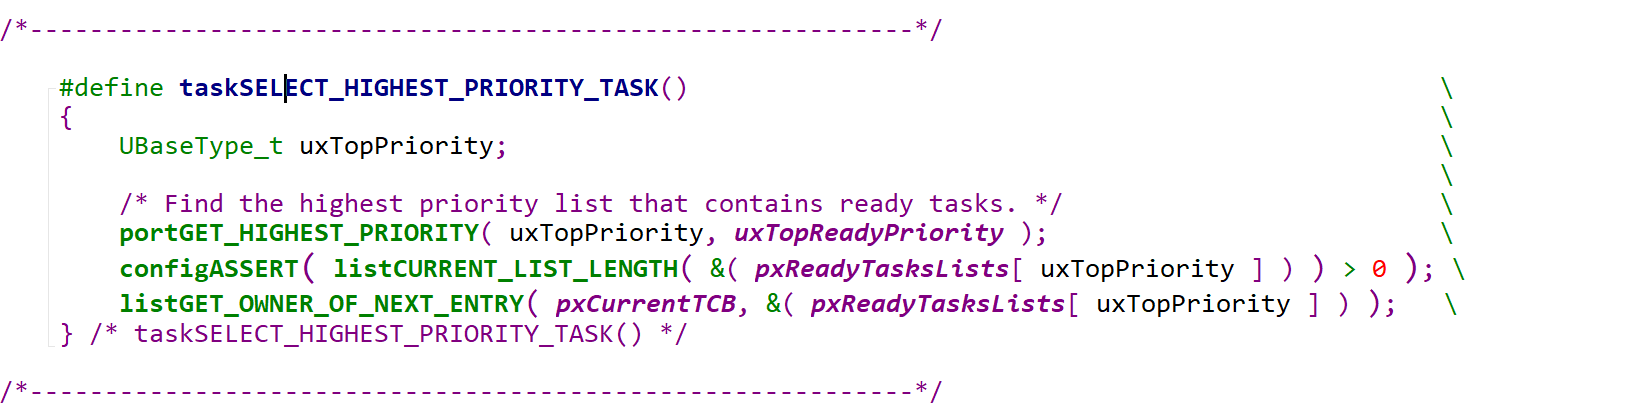 /*-----------------------------------------------------------*/
#define taskSELECT_HIGHEST_PRIORITY_TASK() \
{ \
UBaseType_t uxTopPriority; \
\
/* Find the highest priority list that contains ready tasks. */ \
portGET_HIGHEST_PRIORITY( uxTopPriority, uxTopReadyPriority ); \
configASSERT( listCURRENT_LIST_LENGTH( &( pxReadyTasksLists[ uxTopPriority ] ) ) > 0 ); \
listGET_OWNER_OF_NEXT_ENTRY( pxCurrentTCB, &( pxReadyTasksLists[ uxTopPriority ] ) ); \
} /* taskSELECT_HIGHEST_PRIORITY_TASK() */
/*-----------------------------------------------------------*/